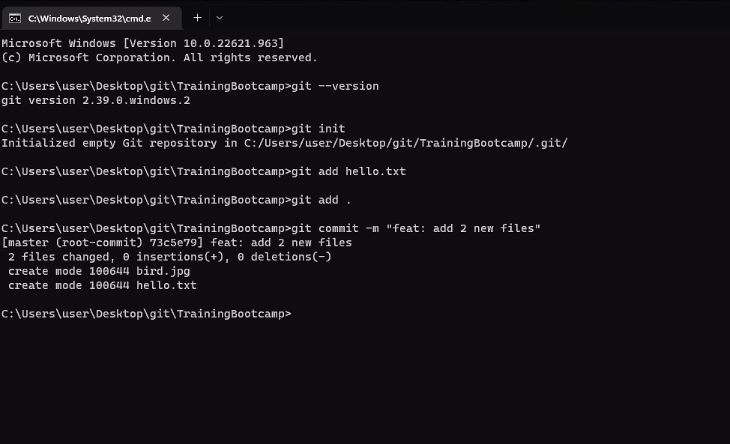 C:\Windows\System32\cmd.e
Microsoft Windows [Version 10.0.22621.963]
(c) Microsoft Corporation. All rights reserved.
C:\Users\user\Desktop\git\TrainingBootcamp>git --version
git version 2.39.0.windows.2
C:\Users\user\Desktop\git\TrainingBootcamp>git init
Initialized empty Git repository in C:/Users/user/Desktop/git/TrainingBootcamp/.git/
C:\Users\user\Desktop\git\TrainingBootcamp>git add hello.txt
C:\Users\user\Desktop\git\TrainingBootcamp>git add .
C:\Users\user\Desktop\git\TrainingBootcamp>git commit -m "feat: add 2 new files"
[master (root-commit) 73c5e79] feat: add 2 new files
 2 files changed, 0 insertions(+), 0 deletions(-)
 create mode 100644 bird.jpg
 create mode 100644 hello.txt
C:\Users\user\Desktop\git\TrainingBootcamp>